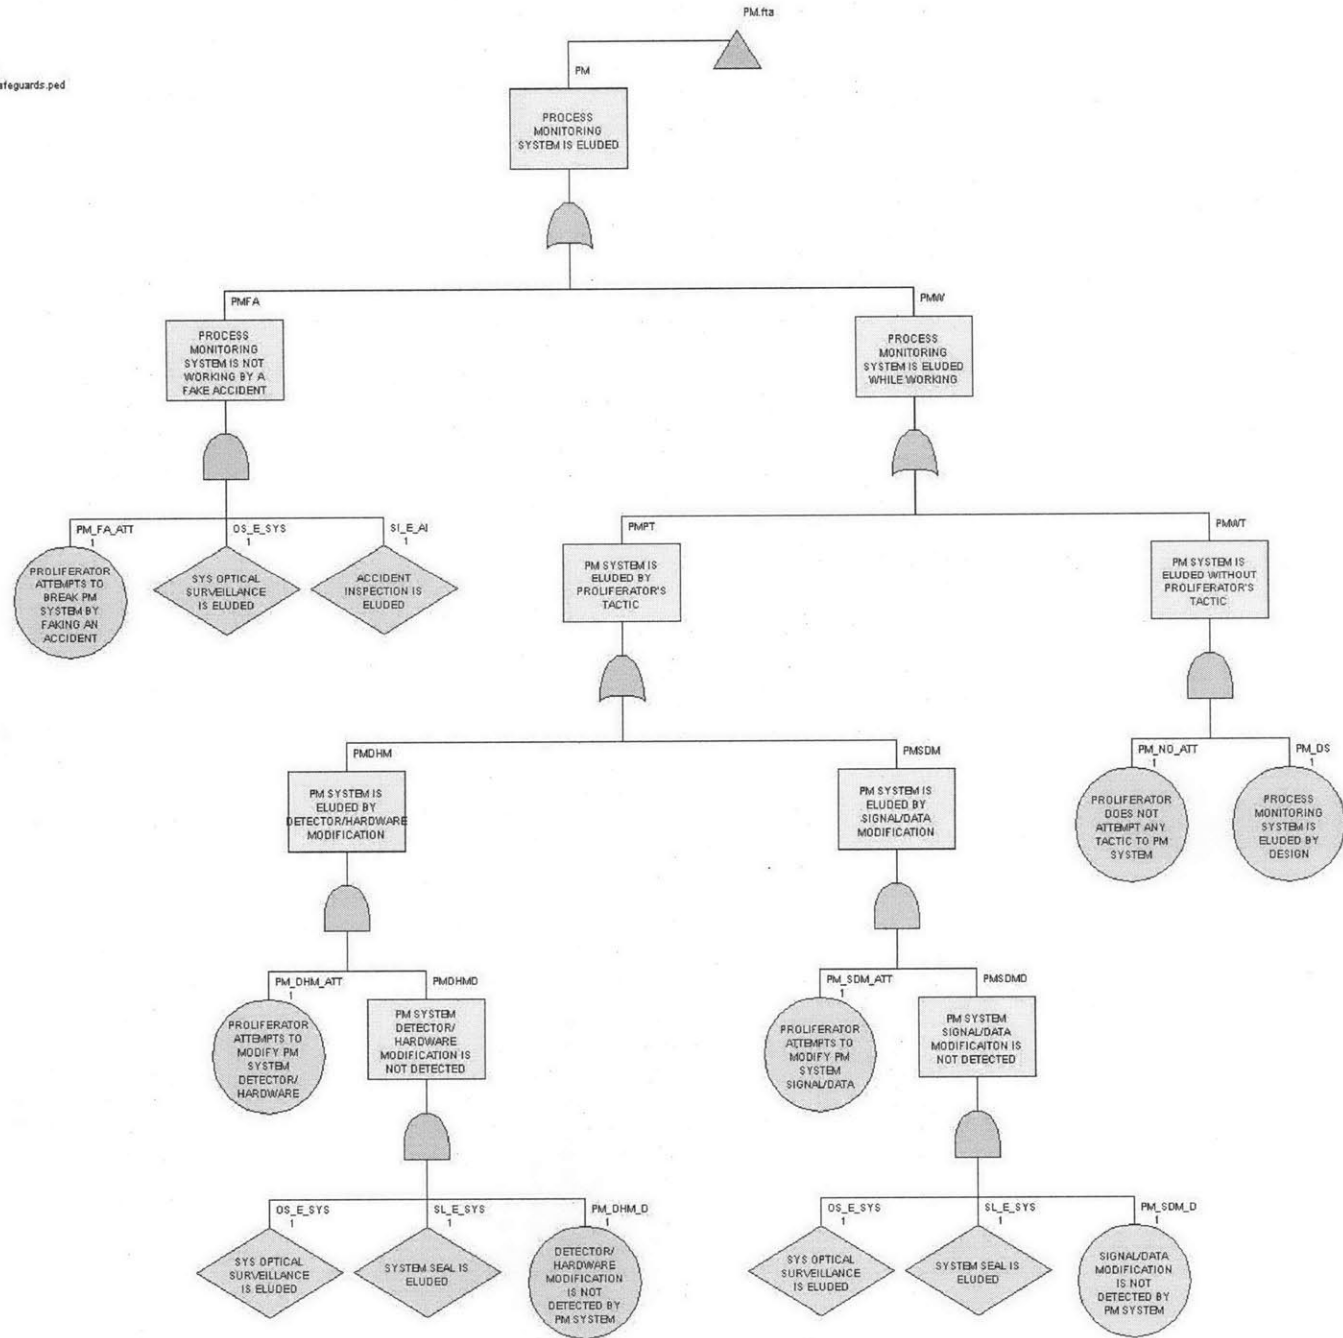 PM.fta
afeguards.ped
PM
PROCESS
MONITORING
SYSTEM IS ELUDED
PMFA
PROCESS
MONITORING
SYSTEM IS NOT
WORKING BY A
FAKE ACCIDENT
PMW
PROCESS
MONITORING
SYSTEM IS ELUDED
WHILE WORKING
PM_FA_ATT
1
PROLIFERATOR
ATTEMPTS TO
BREAK PM
SYSTEM BY
FAKING AN
ACCIDENT
OS_E_SYS
1
SYS OPTICAL
SURVEILLANCE
IS ELUDED
SI_E_AI
1
ACCIDENT
INSPECTION IS
ELUDED
PMPT
PM SYSTEM IS
ELUDED BY
PROLIFERATOR'S
TACTIC
PMWT
PM SYSTEM IS
ELUDED WITHOUT
PROLIFERATOR'S
TACTIC
PMDHM
PM SYSTEM IS
ELUDED BY
DETECTOR/HARDWARE
MODIFICATION
PMSDM
PM SYSTEM IS
ELUDED BY
SIGNAL/DATA
MODIFICATION
PM_NO_ATT
1
PROLIFERATOR
DOES NOT
ATTEMPT ANY
TACTIC TO PM
SYSTEM
PM_DS
1
PROCESS
MONITORING
SYSTEM IS
ELUDED BY
DESIGN
PM_DHM_ATT
1
PROLIFERATOR
ATTEMPTS TO
MODIFY PM
SYSTEM
DETECTOR/
HARDWARE
PMDHMD
PM SYSTEM
DETECTOR/
HARDWARE
MODIFICATION IS
NOT DETECTED
PM_SDM_ATT
1
PROLIFERATOR
ATTEMPTS TO
MODIFY PM
SYSTEM
SIGNAL/DATA
PMSDMD
PM SYSTEM
SIGNAL/DATA
MODIFICAITON IS
NOT DETECTED
OS_E_SYS
1
SYS OPTICAL
SURVEILLANCE
IS ELUDED
SL_E_SYS
1
SYSTEM SEAL IS
ELUDED
PM_DHM_D
1
DETECTOR/
HARDWARE
MODIFICATION
IS NOT
DETECTED BY
PM SYSTEM
OS_E_SYS
1
SYS OPTICAL
SURVEILLANCE
IS ELUDED
SL_E_SYS
1
SYSTEM SEAL IS
ELUDED
PM_SDM_D
1
SIGNAL/DATA
MODIFICATION
IS NOT
DETECTED BY
PM SYSTEM